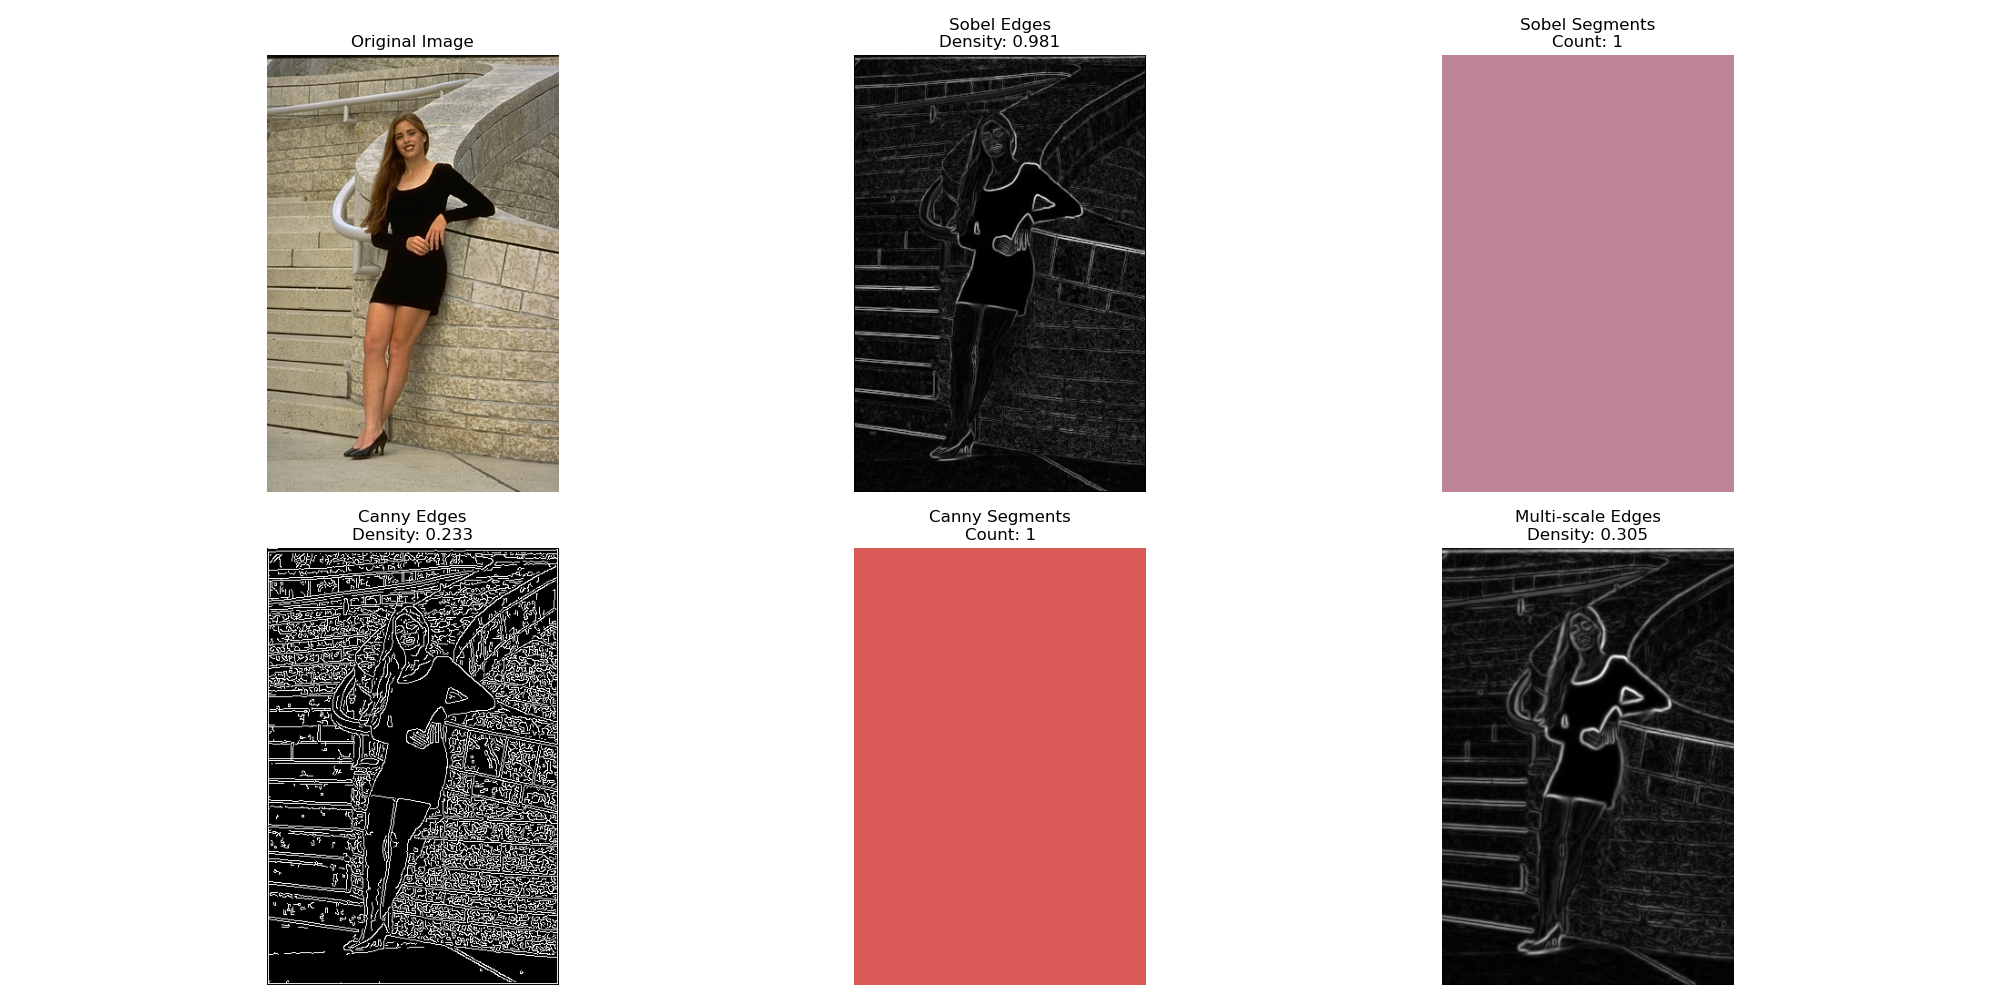 Original Image
Sobel Edges
Density: 0.981
Sobel Segments
Count: 1
Canny Edges
Density: 0.233
Canny Segments
Count: 1
Multi-scale Edges
Density: 0.305